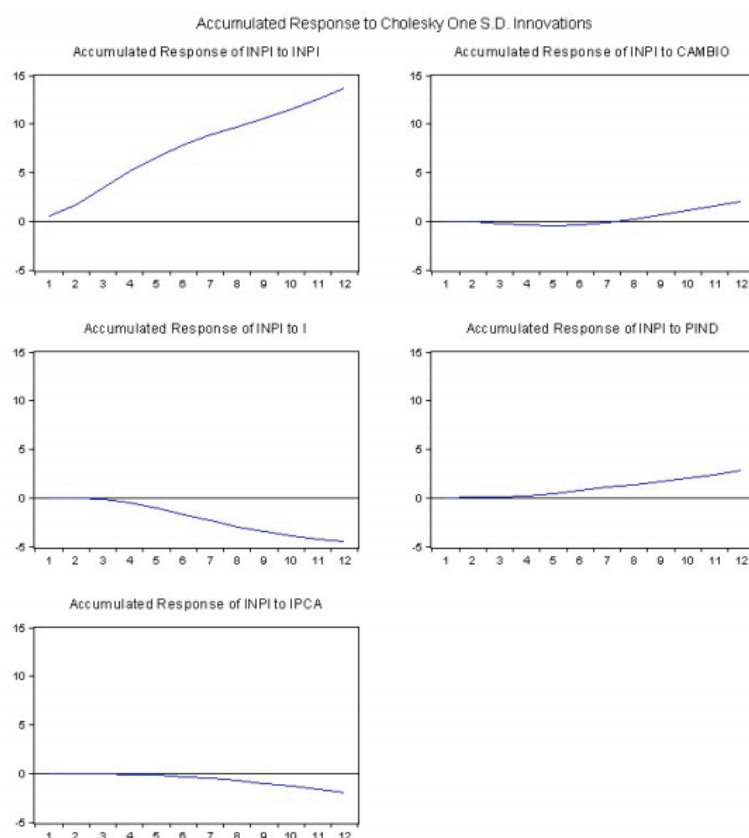 Accumulated Response to Cholesky One S.D. Innovations
Accumulated Response of INPI to INPI
15
10
5
0
-5
1 2 3 4 5 6 7 8 9 10 11 12
Accumulated Response of INPI to CAMBIO
15
10
5
0
-5
1 2 3 4 5 6 7 8 9 10 11 12
Accumulated Response of INPI to I
15
10
5
0
-5
1 2 3 4 5 6 7 8 9 10 11 12
Accumulated Response of INPI to PIND
15
10
5
0
-5
1 2 3 4 5 6 7 8 9 10 11 12
Accumulated Response of INPI to IPCA
15
10
5
0
-5
1 2 3 4 5 6 7 8 9 10 11 12